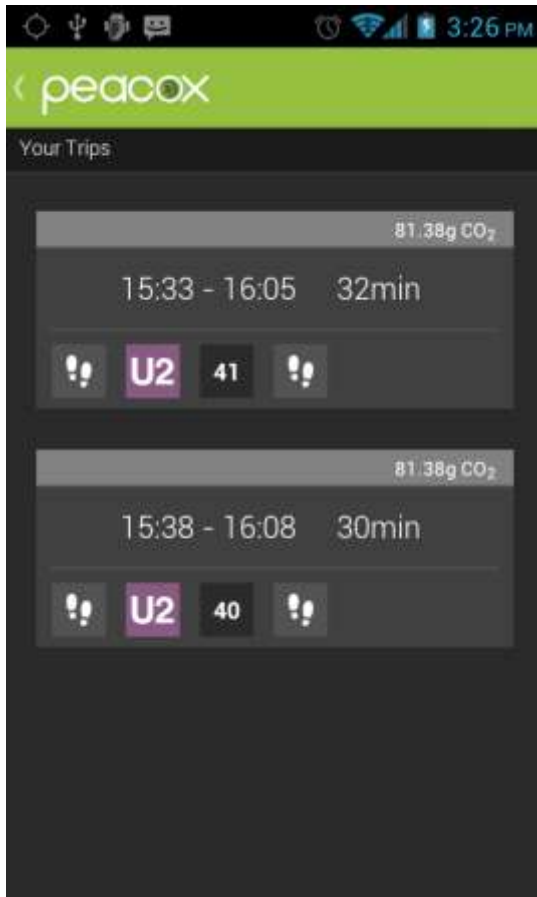 3:26 PM
peacox
Your Trips
81.38g CO₂
15:33 - 16:05 32min
U2 41
81.38g CO₂
15:38 - 16:08 30min
U2 40